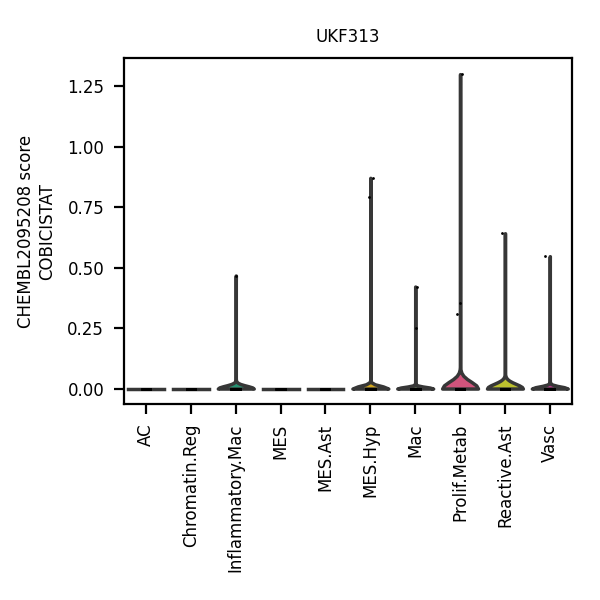 UKF313
CHEMBL2095208 score
COBICISTAT
1.25
1.00
0.75
0.50
0.25
0.00
AC
Chromatin.Reg
Inflammatory.Mac
MES
MES.Ast
MES.Hyp
Mac
Prolif.Metab
Reactive.Ast
Vasc